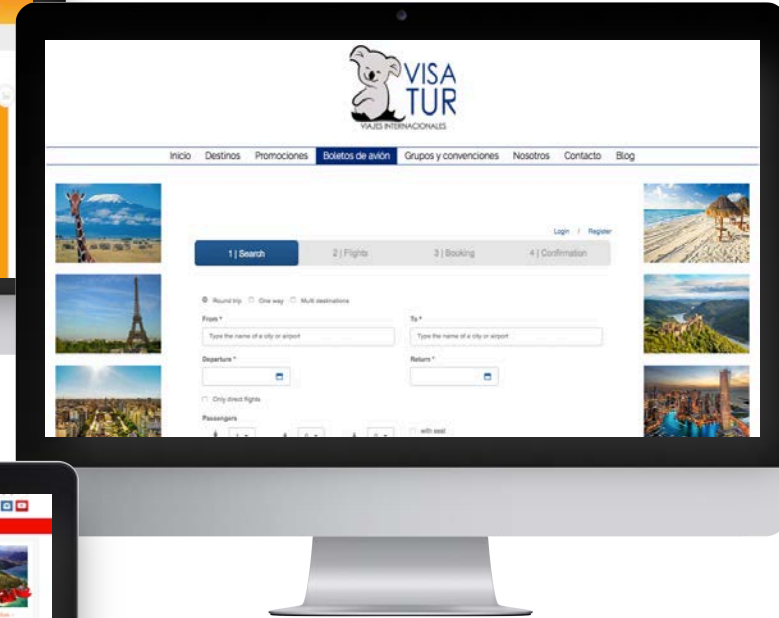 VISA
TUR
VIAJES INTERNACIONALES
Inicio Destinos Promociones Boletos de avión Grupos y convenciones Nosotros Contacto Blog
Login / Register
1 | Search 2 | Flights 3 | Booking 4 | Confirmation
Round trip One way Multi destinations
From * To *
Type the name of a city or airport Type the name of a city or airport
Departure * Return *
Only direct flights
Passengers
with seat